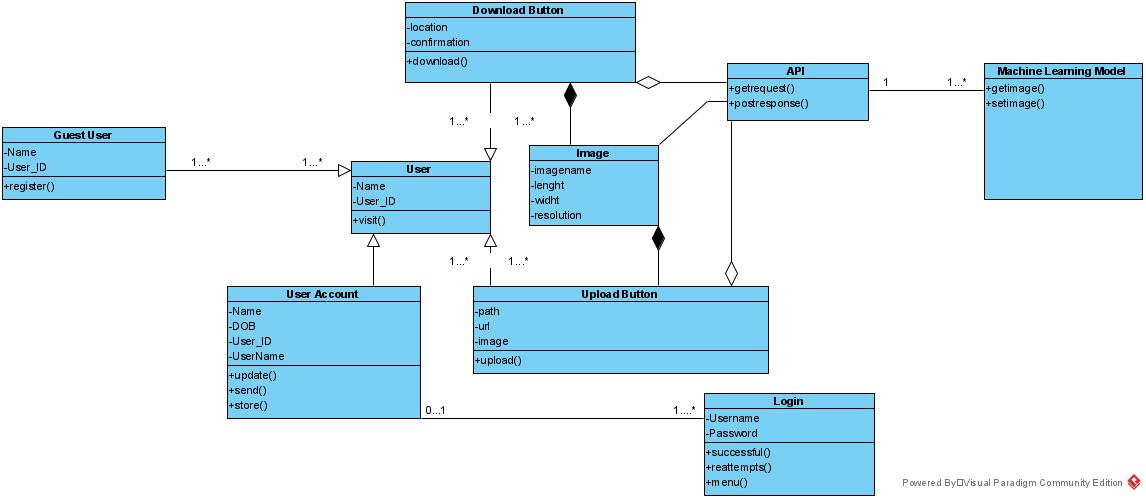 Download Button
-location
-confirmation
+download()
API
+getrequest()
+postresponse()
1
1...*
Machine Learning Model
+getimage()
+setimage()
Guest User
-Name
-User_ID
+register()
1...*
1...*
1...*
1...*
User
-Name
-User_ID
+visit()
Image
-imagename
-lenght
-widht
-resolution
1...*
1...*
User Account
-Name
-DOB
-User_ID
-UserName
+update()
+send()
+store()
Upload Button
-path
-url
-image
+upload()
0...1
1....*
Login
-Username
-Password
+successful()
+reattempts()
+menu()
Powered By Visual Paradigm Community Edition